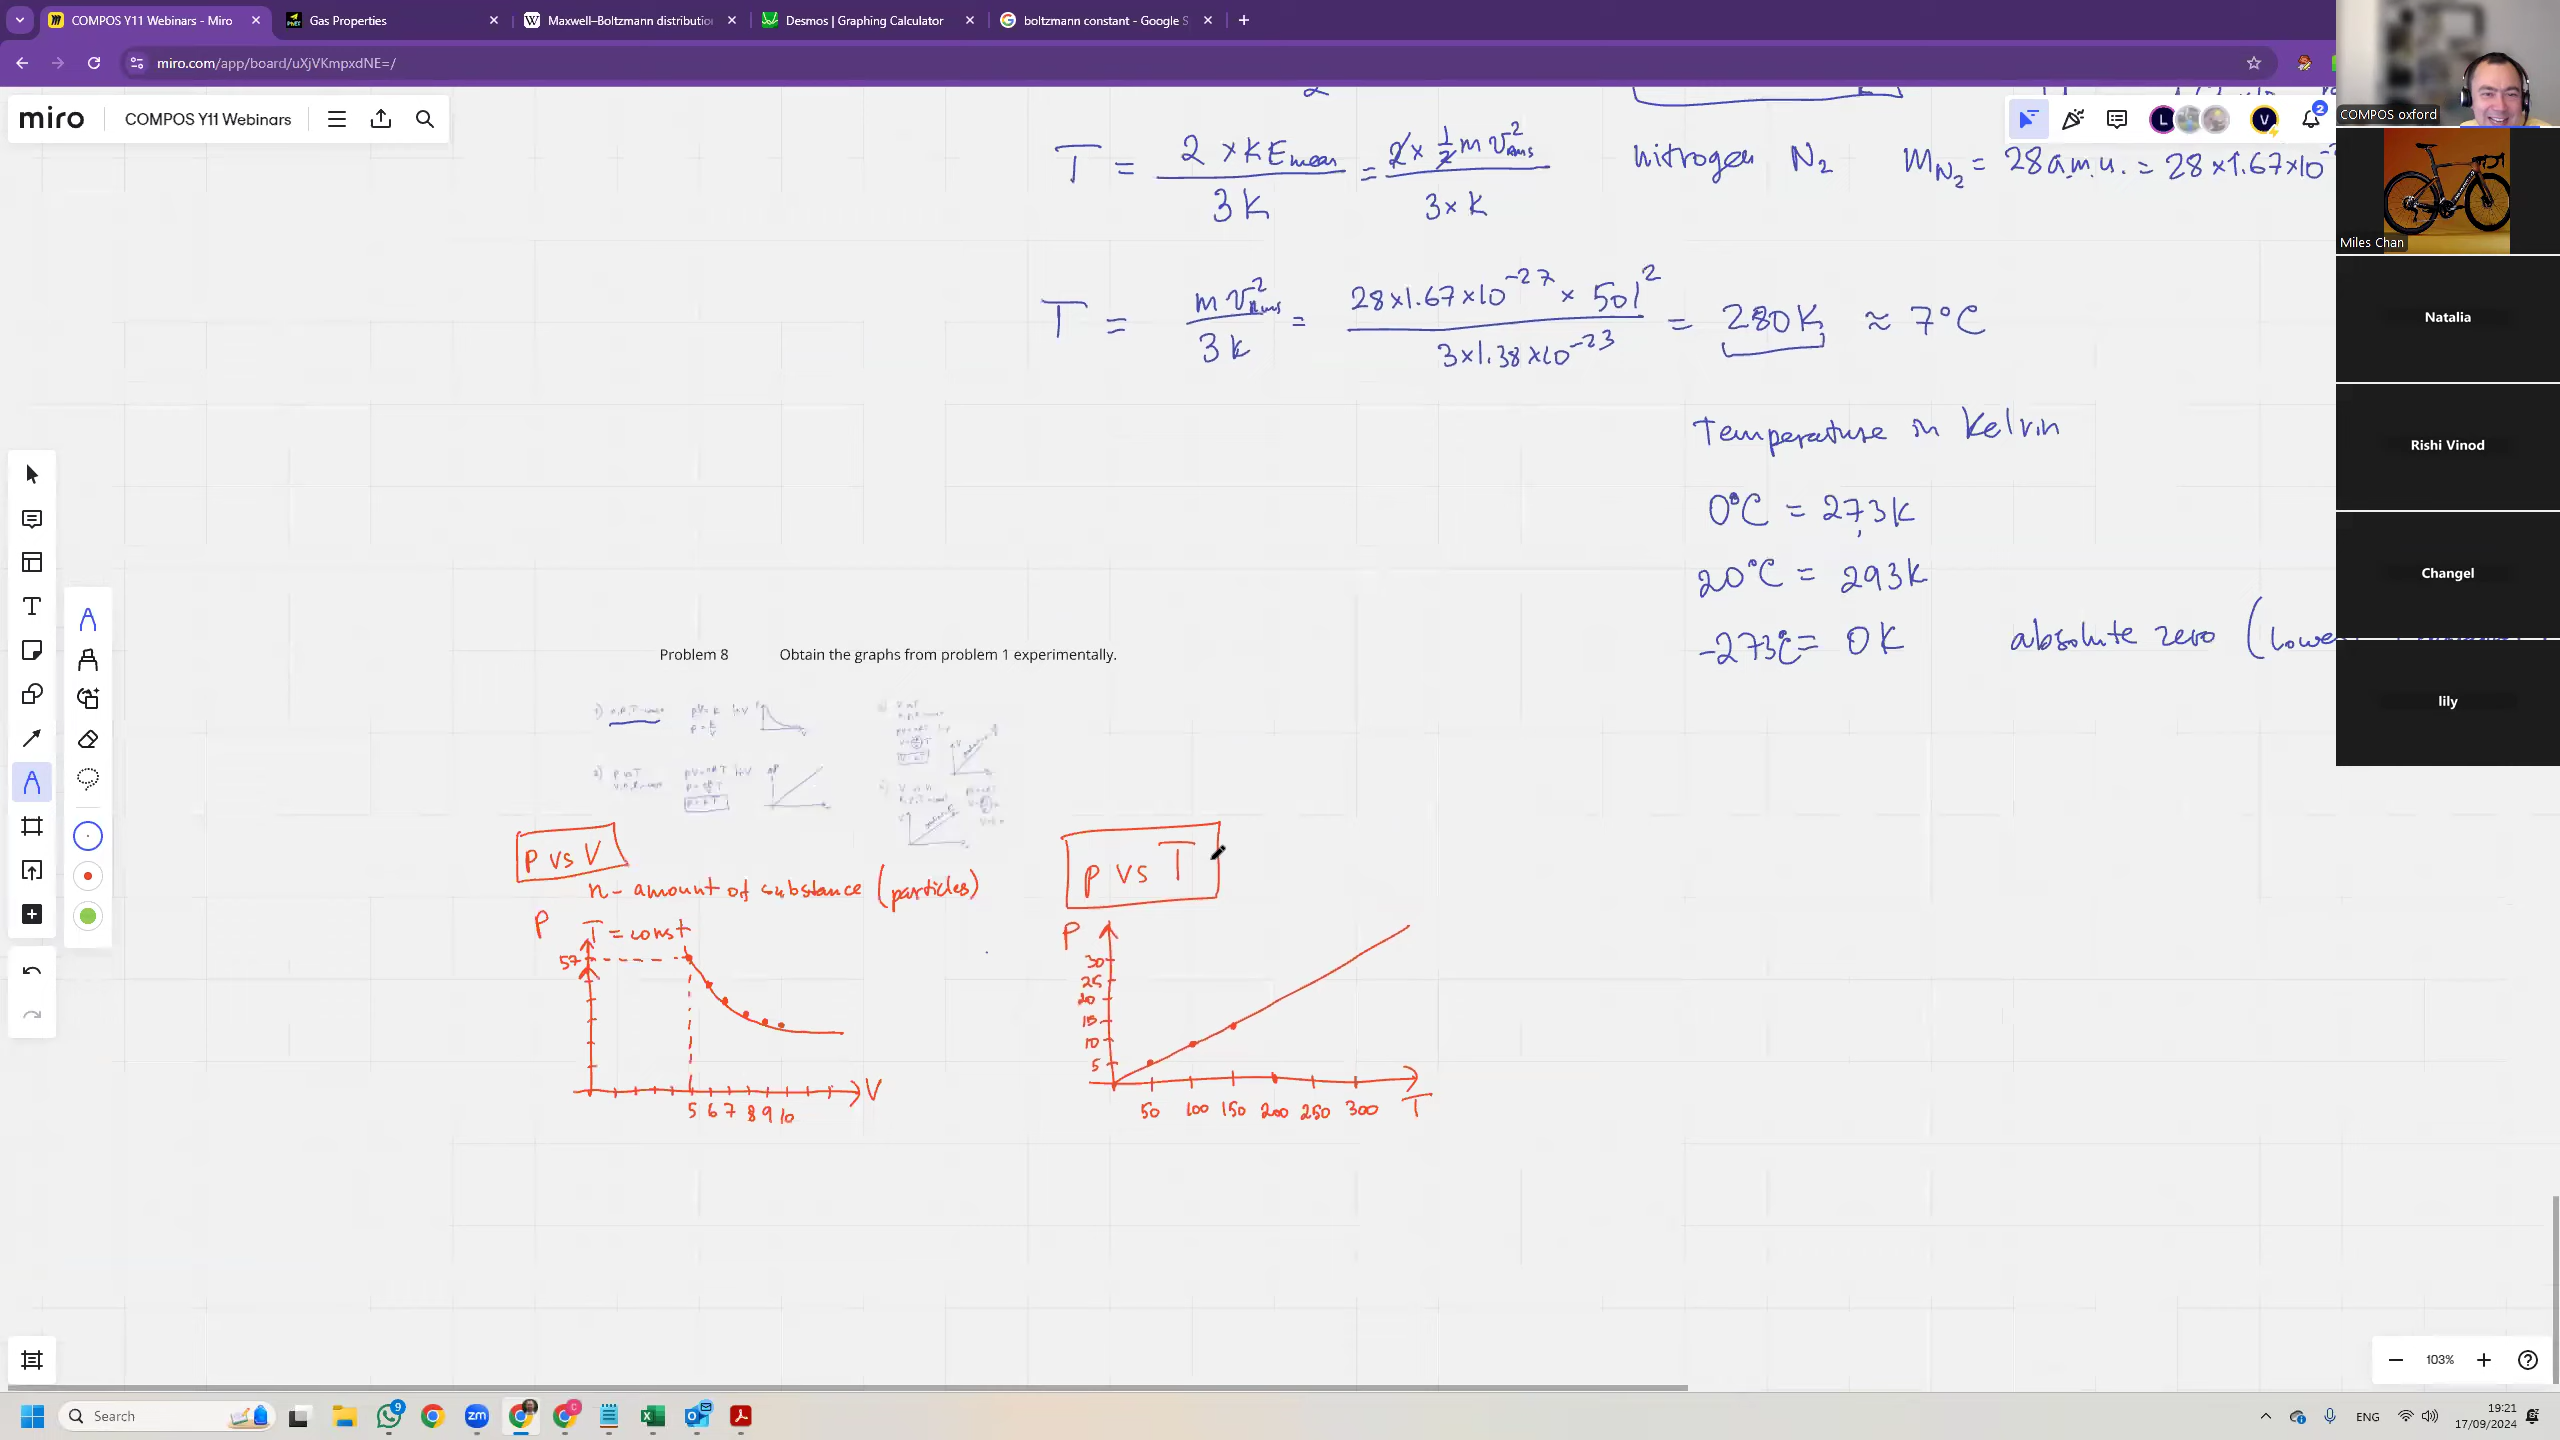 COMPOS Y11 Webinars - Miro
Gas Properties
Maxwell–Boltzmann distributio
Desmos | Graphing Calculator
boltzmann constant - Google S
miro.com/app/board/uXjVKmpxdNE=/
miro
COMPOS Y11 Webinars
L
V
2
COMPOS oxford
Miles Chan
Natalia
Rishi Vinod
Changel
lily
T = 2 × KE mean / 3 k = 2 × 1/2 m v²rms / 3 × k
nitrogen N₂ M N₂ = 28 a.m.u. = 28 × 1.67 × 10⁻
T = m v²rms / 3 k = 28 × 1.67 × 10⁻²⁷ × 501² / 3 × 1.38 × 10⁻²³ = 280 K ≈ 7°C
Temperature in Kelvin
0°C = 273 K
20°C = 293 K
-273°C = 0 K absolute zero (lowe
Problem 8 Obtain the graphs from problem 1 experimentally.
P vs V
n - amount of substance (particles)
P
T = const
57
5 6 7 8 9 10
V
P vs T
P
30
25
20
15
10
5
50 100 150 200 250 300
T
103%
Search
9
zm
ENG
19:21
17/09/2024